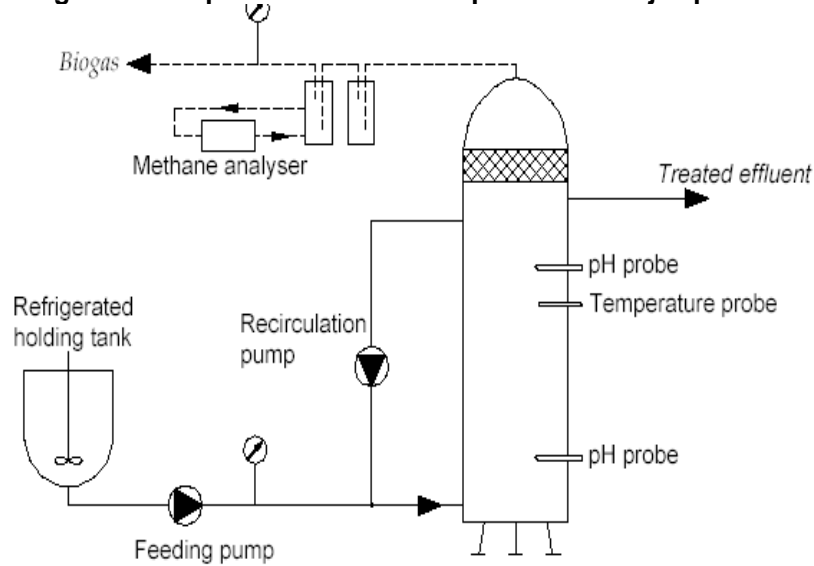 Biogas
Methane analyser
Treated effluent
pH probe
Temperature probe
Refrigerated
holding tank
Recirculation
pump
pH probe
Feeding pump